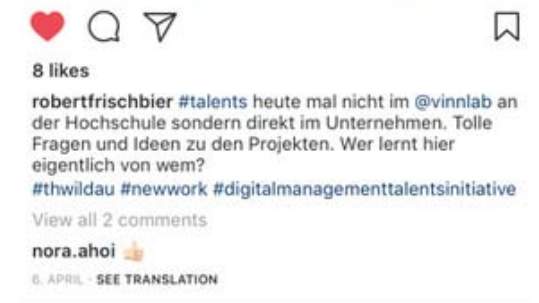 8 likes
robertfrischbier #talents heute mal nicht im @vinnlab an
der Hochschule sondern direkt im Unternehmen. Tolle
Fragen und Ideen zu den Projekten. Wer lernt hier
eigentlich von wem?
#thwildau #newwork #digitalmanagementtalentsinitiative
View all 2 comments
nora.ahoi 👍🏻
6. APRIL · SEE TRANSLATION